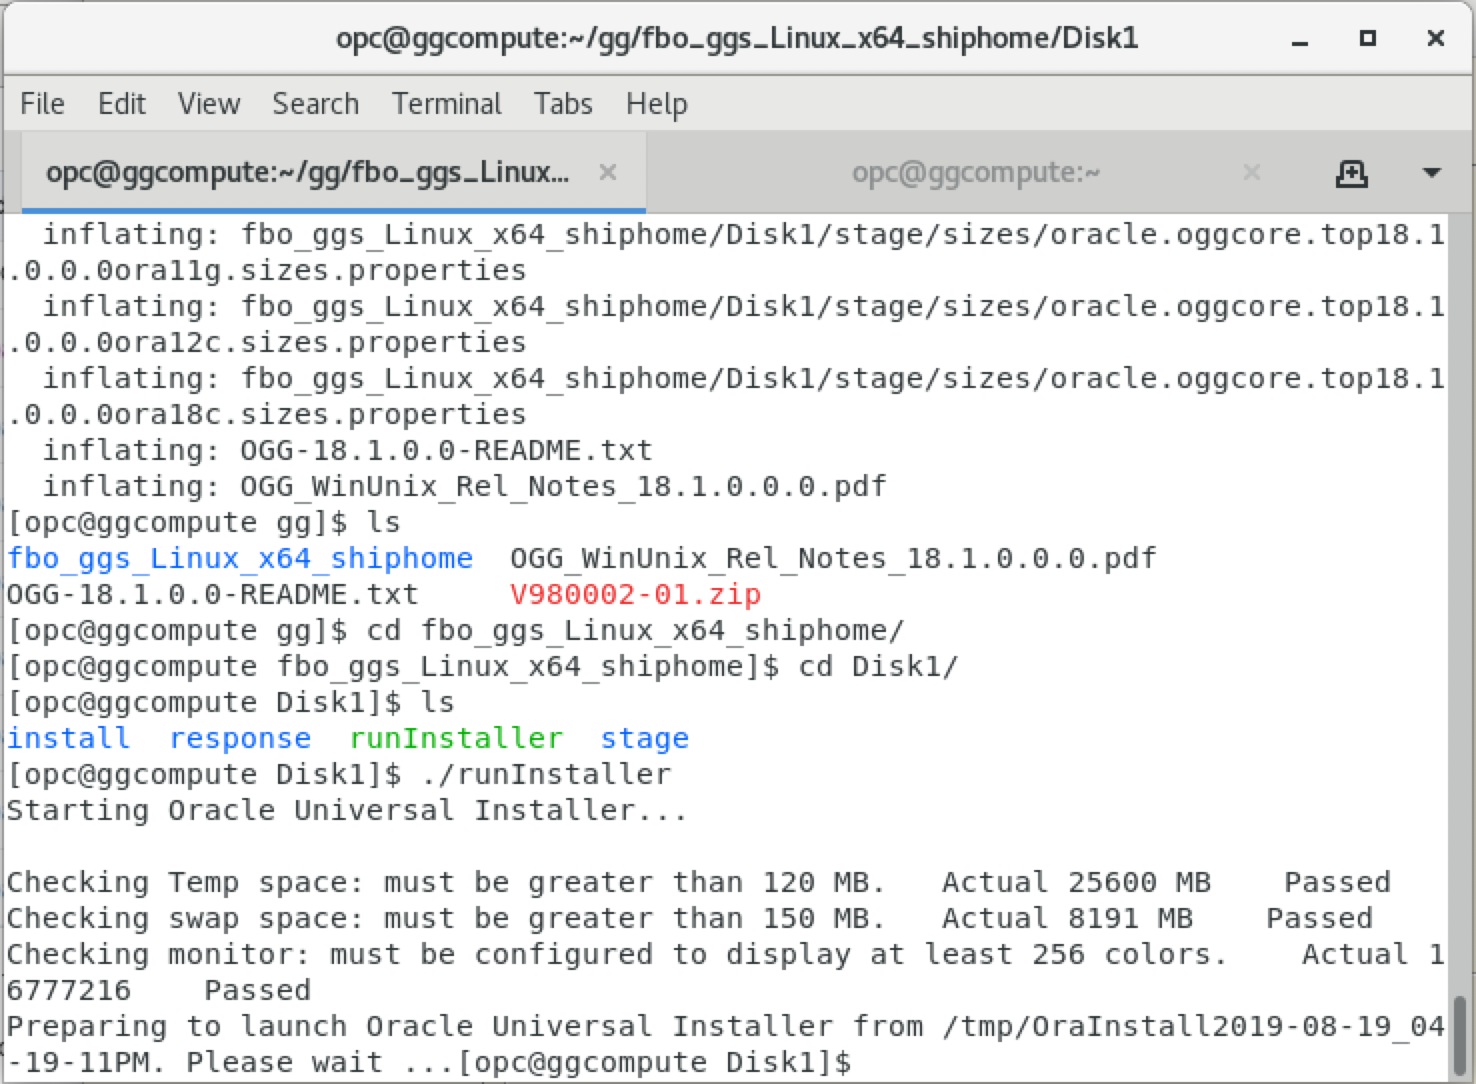 opc@ggcompute:~/gg/fbo_ggs_Linux_x64_shiphome/Disk1
File Edit View Search Terminal Tabs Help
opc@ggcompute:~/gg/fbo_ggs_Linux... opc@ggcompute:~
inflating: fbo_ggs_Linux_x64_shiphome/Disk1/stage/sizes/oracle.oggcore.top18.1
.0.0.0ora11g.sizes.properties
inflating: fbo_ggs_Linux_x64_shiphome/Disk1/stage/sizes/oracle.oggcore.top18.1
.0.0.0ora12c.sizes.properties
inflating: fbo_ggs_Linux_x64_shiphome/Disk1/stage/sizes/oracle.oggcore.top18.1
.0.0.0ora18c.sizes.properties
inflating: OGG-18.1.0.0-README.txt
inflating: OGG_WinUnix_Rel_Notes_18.1.0.0.0.pdf
[opc@ggcompute gg]$ ls
fbo_ggs_Linux_x64_shiphome  OGG_WinUnix_Rel_Notes_18.1.0.0.0.pdf
OGG-18.1.0.0-README.txt     V980002-01.zip
[opc@ggcompute gg]$ cd fbo_ggs_Linux_x64_shiphome/
[opc@ggcompute fbo_ggs_Linux_x64_shiphome]$ cd Disk1/
[opc@ggcompute Disk1]$ ls
install  response  runInstaller  stage
[opc@ggcompute Disk1]$ ./runInstaller
Starting Oracle Universal Installer...
Checking Temp space: must be greater than 120 MB.   Actual 25600 MB    Passed
Checking swap space: must be greater than 150 MB.   Actual 8191 MB    Passed
Checking monitor: must be configured to display at least 256 colors.    Actual 1
6777216    Passed
Preparing to launch Oracle Universal Installer from /tmp/OraInstall2019-08-19_04
-19-11PM. Please wait ...[opc@ggcompute Disk1]$